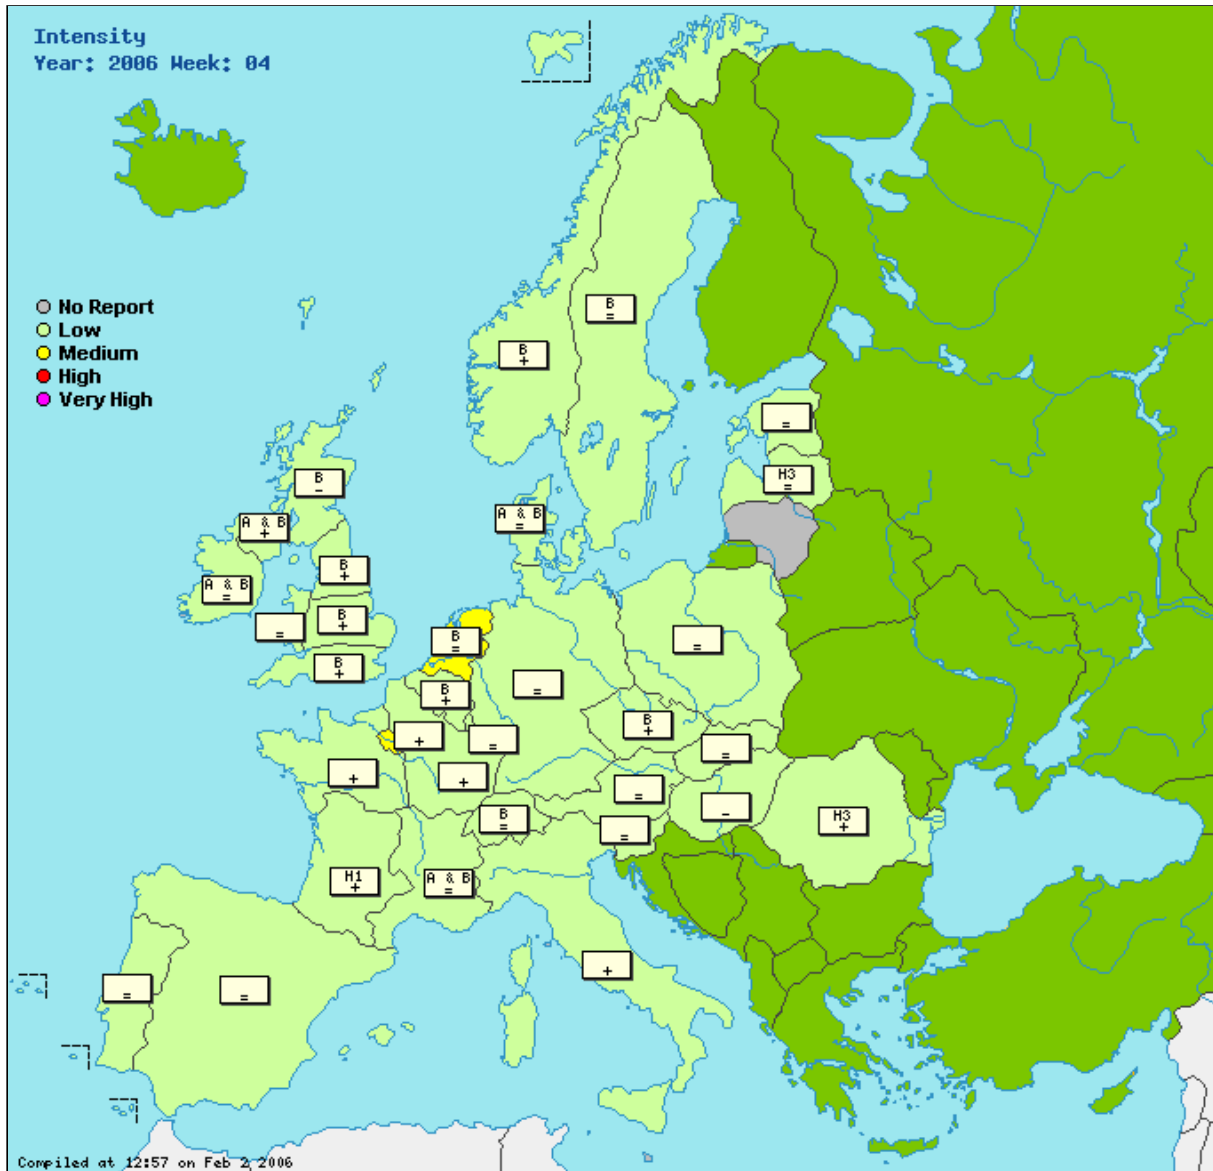 Intensity
Year: 2006 Week: 04
No Report
Low
Medium
High
Very High
B
=
B
+
=
H3
=
B
-
A & B
+
A & B
=
A & B
=
B
+
=
B
+
B
+
B
=
=
=
B
+
B
+
+
=
=
+
+
=
-
H3
+
B
=
=
H1
+
A & B
=
+
=
=
Compiled at 12:57 on Feb 2 2006